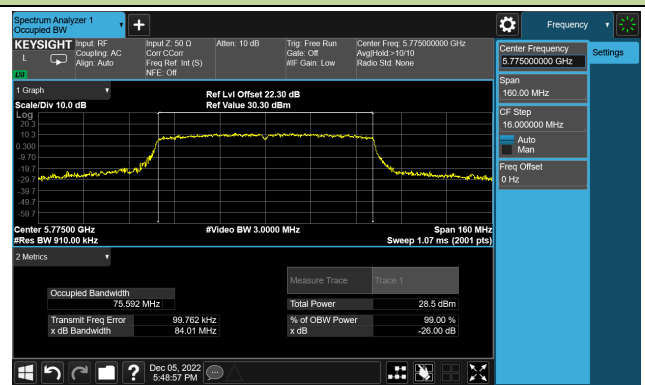 Spectrum Analyzer 1
Occupied BW
Frequency
KEYSIGHT
L
LXI
Input: RF
Coupling: AC
Align: Auto
Input Z: 50 Ω
Corr CCorr
Freq Ref: Int (S)
NFE: Off
Atten: 10 dB
Trig: Free Run
Gate: Off
#IF Gain: Low
Center Freq: 5.775000000 GHz
Avg|Hold:>10/10
Radio Std: None
Center Frequency
5.775000000 GHz
Settings
Span
160.00 MHz
CF Step
16.000000 MHz
Auto
Man
Freq Offset
0 Hz
1 Graph
Scale/Div 10.0 dB
Ref Lvl Offset 22.30 dB
Ref Value 30.30 dBm
Log
20.3
10.3
0.300
-9.70
-19.7
-29.7
-39.7
-49.7
-59.7
Center 5.77500 GHz
#Res BW 910.00 kHz
#Video BW 3.0000 MHz
Span 160 MHz
Sweep 1.07 ms (2001 pts)
2 Metrics
Measure Trace Trace 1
Occupied Bandwidth
75.592 MHz
Total Power 28.5 dBm
Transmit Freq Error 99.762 kHz
% of OBW Power 99.00 %
x dB Bandwidth 84.01 MHz
x dB -26.00 dB
?
Dec 05, 2022
5:48:57 PM